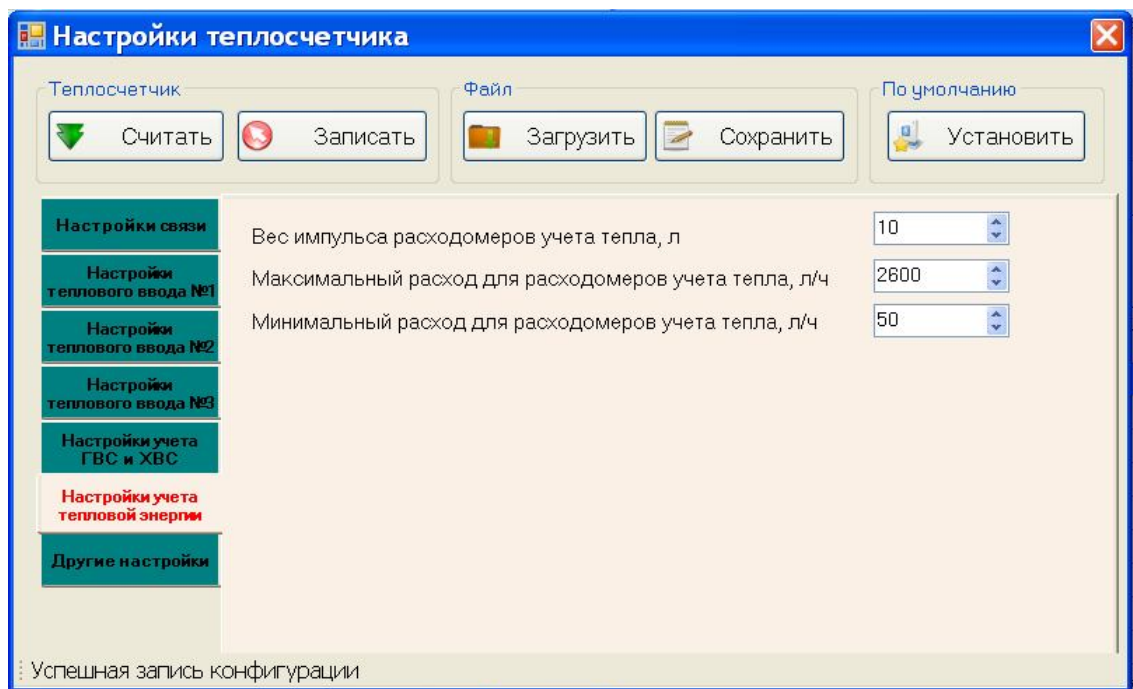 Настройки теплосчетчика
Теплосчетчик
Файл
По умолчанию
Считать
Записать
Загрузить
Сохранить
Установить
Настройки связи
Настройки
теплового ввода №1
Настройки
теплового ввода №2
Настройки
теплового ввода №3
Настройки учета
ГВС и ХВС
Настройки учета
тепловой энергии
Другие настройки
Вес импульса расходомеров учета тепла, л
10
Максимальный расход для расходомеров учета тепла, л/ч
2600
Минимальный расход для расходомеров учета тепла, л/ч
50
Успешная запись конфигурации